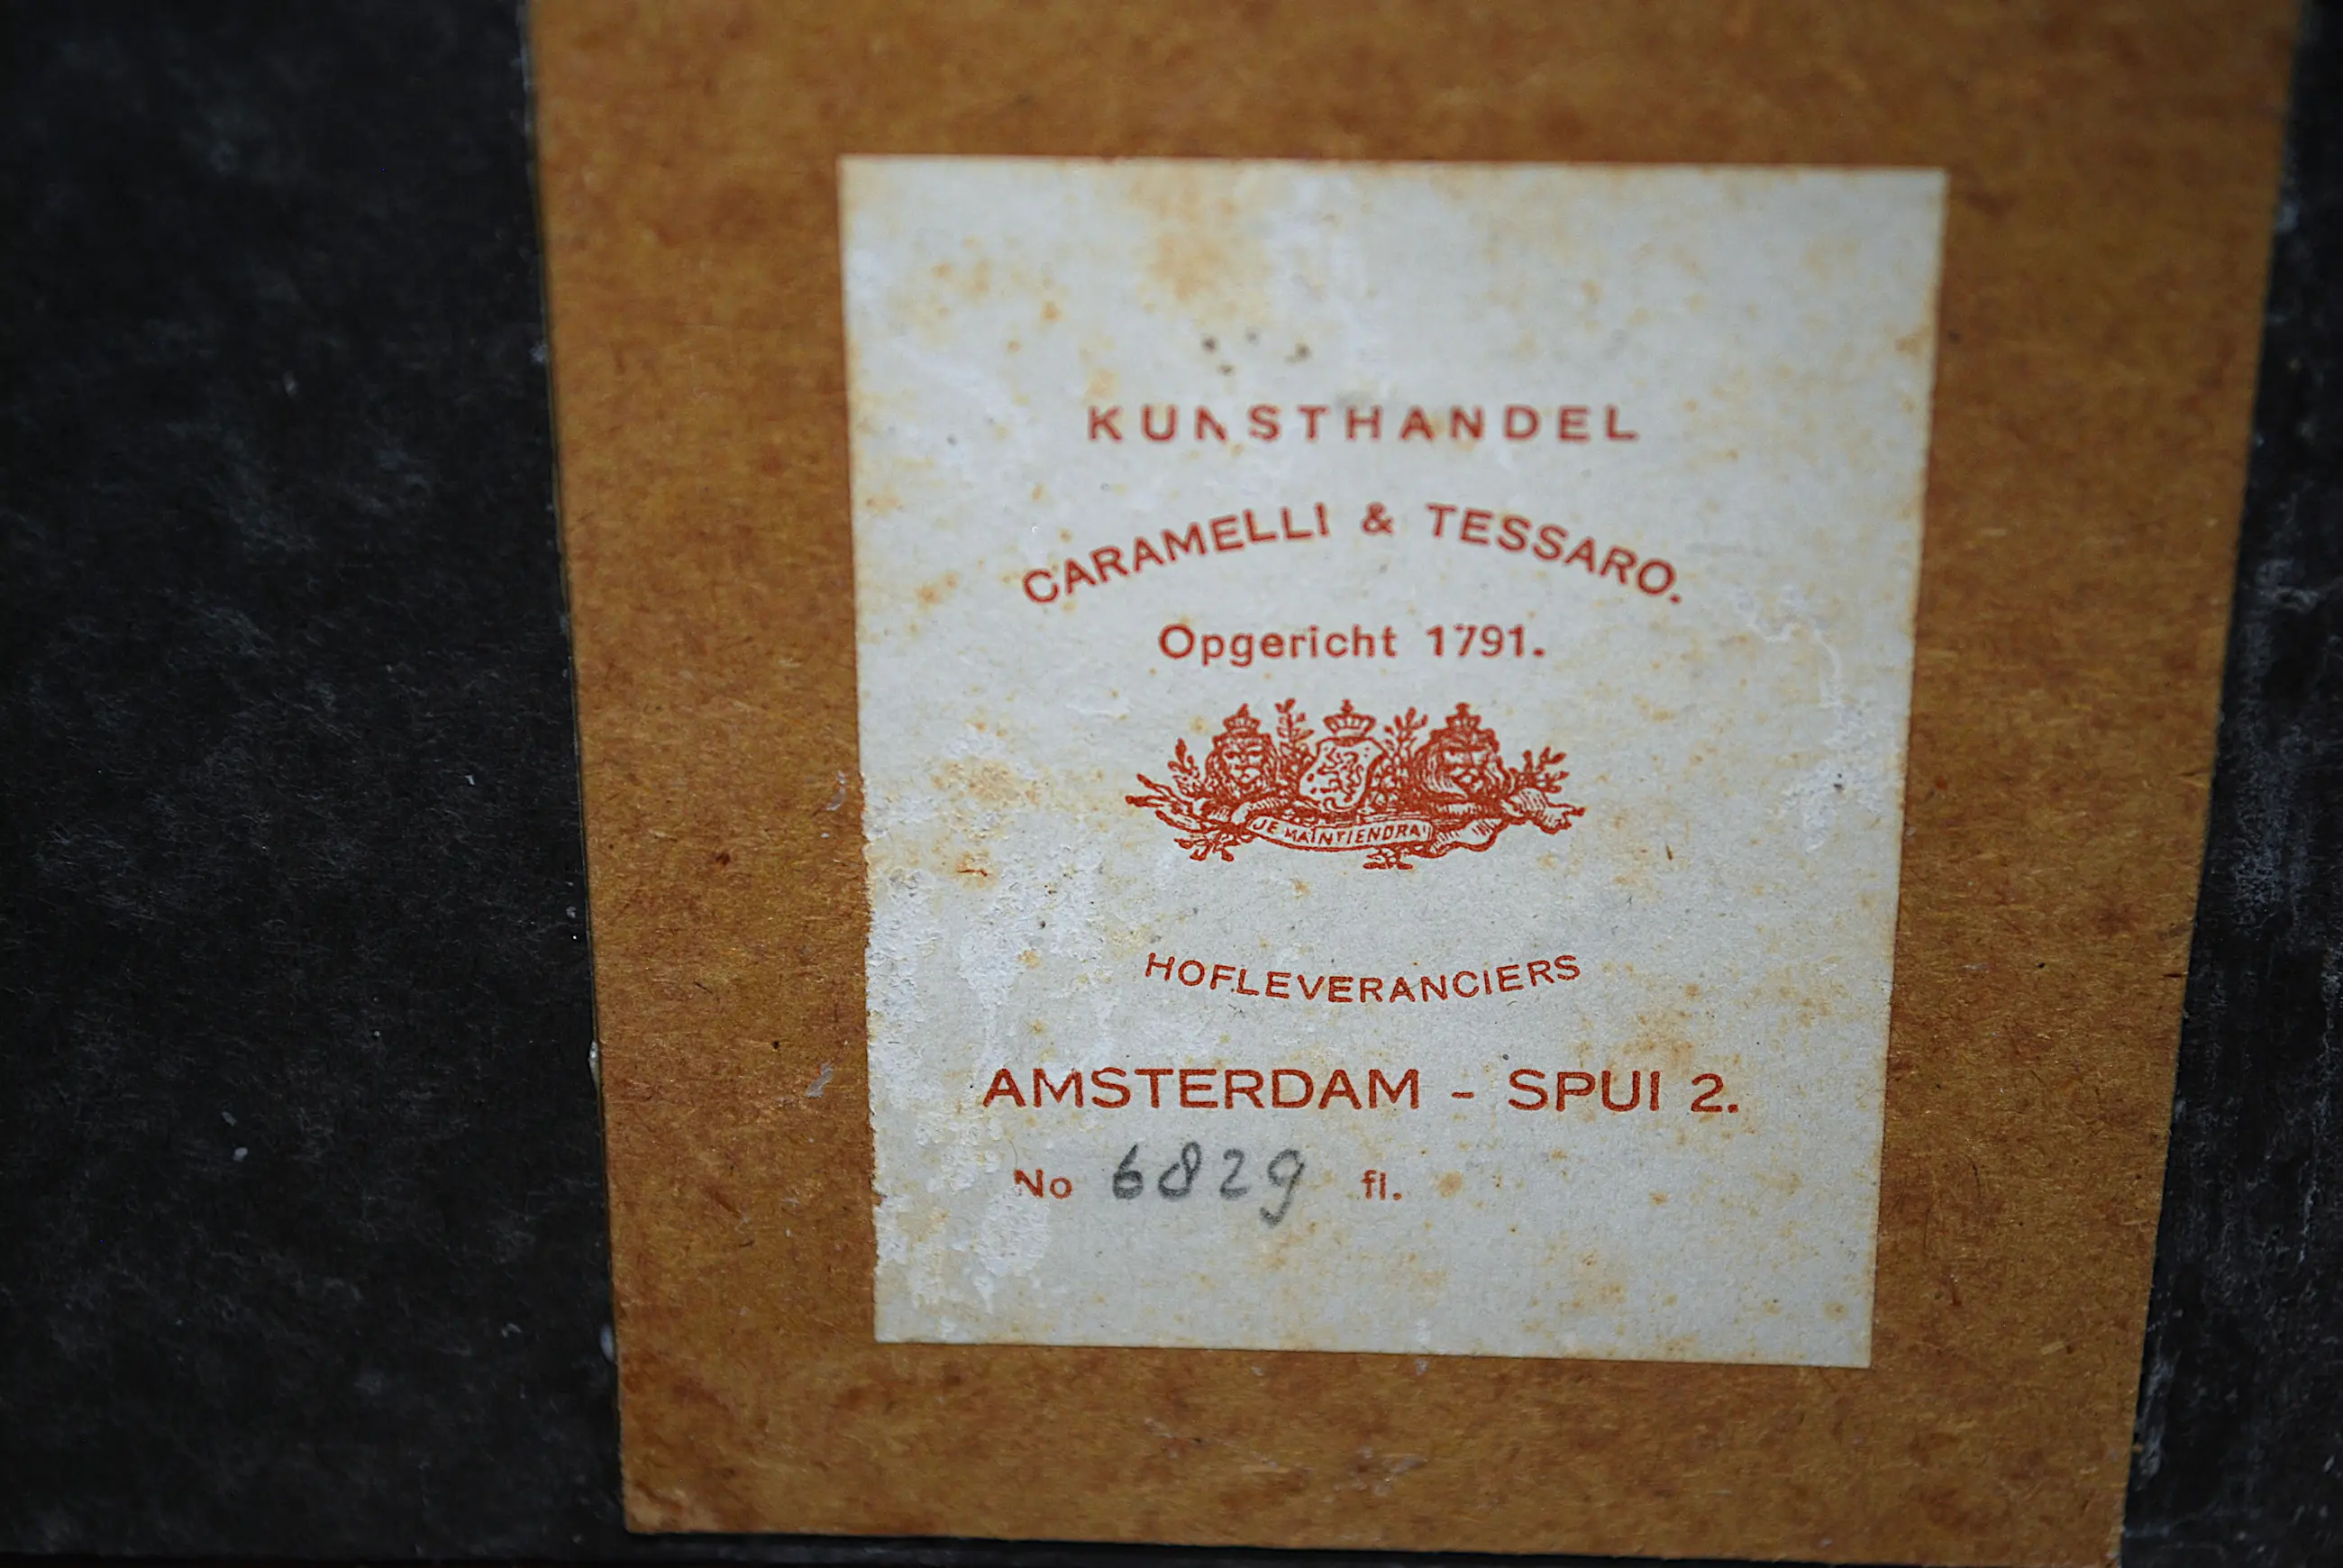 KUNSTHANDEL
CARAMELLI & TESSARO.
Opgericht 1791.
JE MAINTIENDRAI
HOFLEVERANCIERS
AMSTERDAM - SPUI 2.
No 6829 fl.